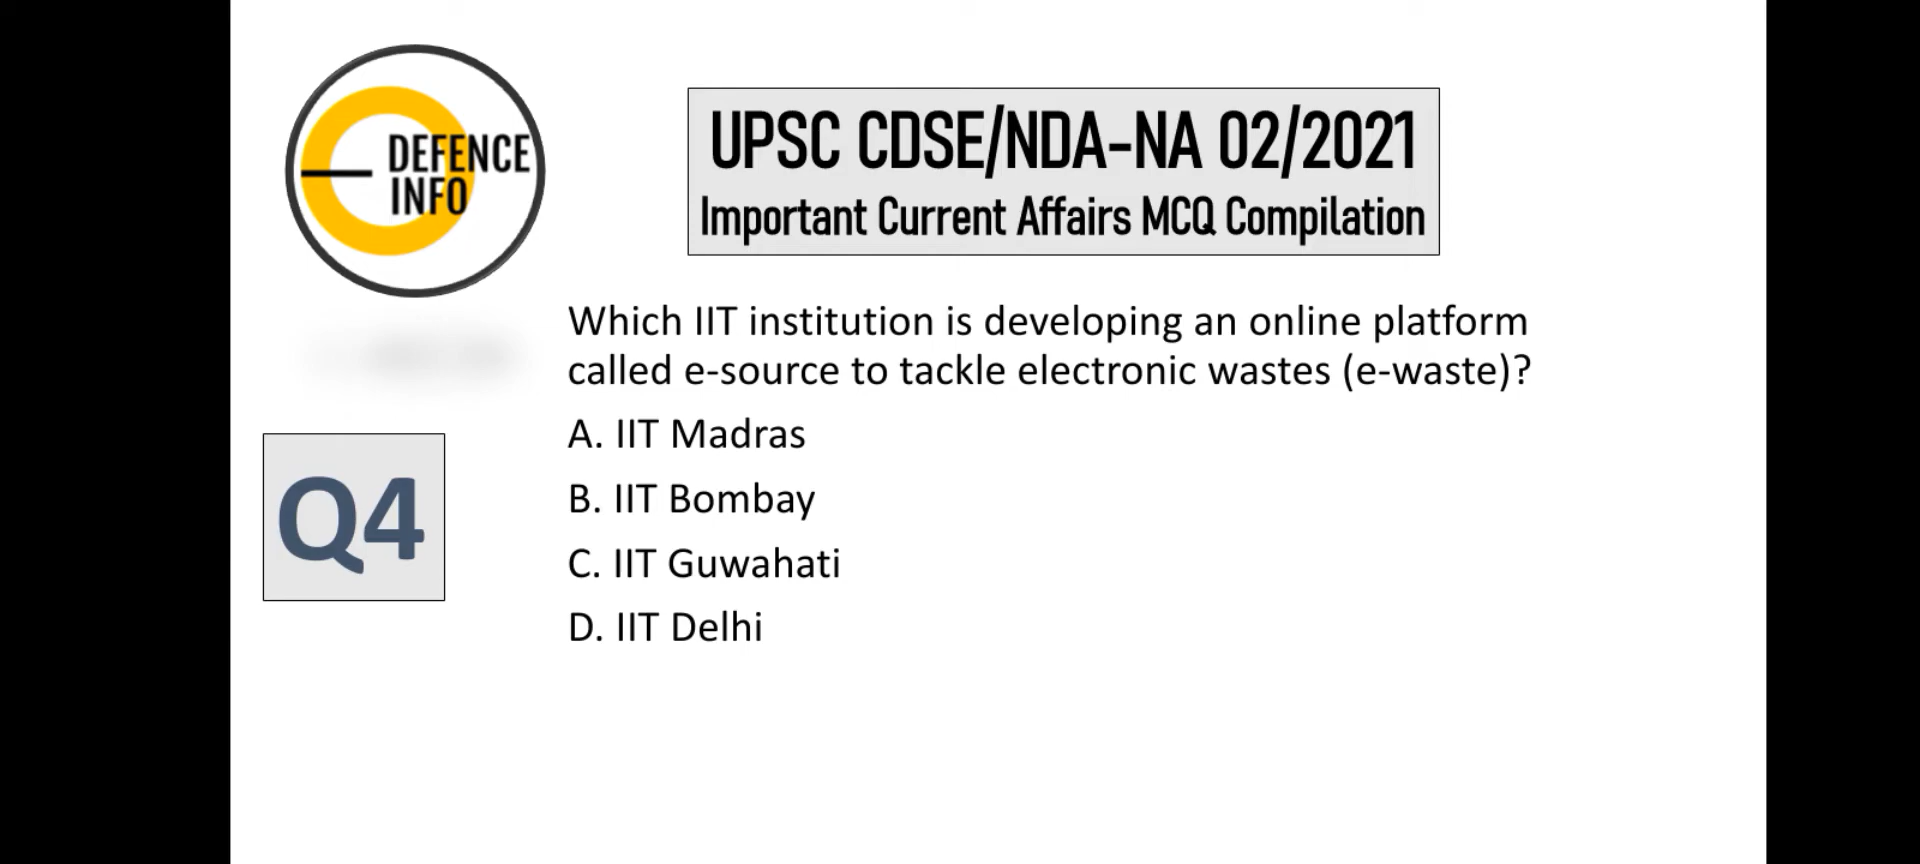 DEFENCE
INFO
UPSC CDSE/NDA-NA 02/2021
Important Current Affairs MCQ Compilation
Which IIT institution is developing an online platform
called e-source to tackle electronic wastes (e-waste)?
A. IIT Madras
B. IIT Bombay
C. IIT Guwahati
D. IIT Delhi
Q4